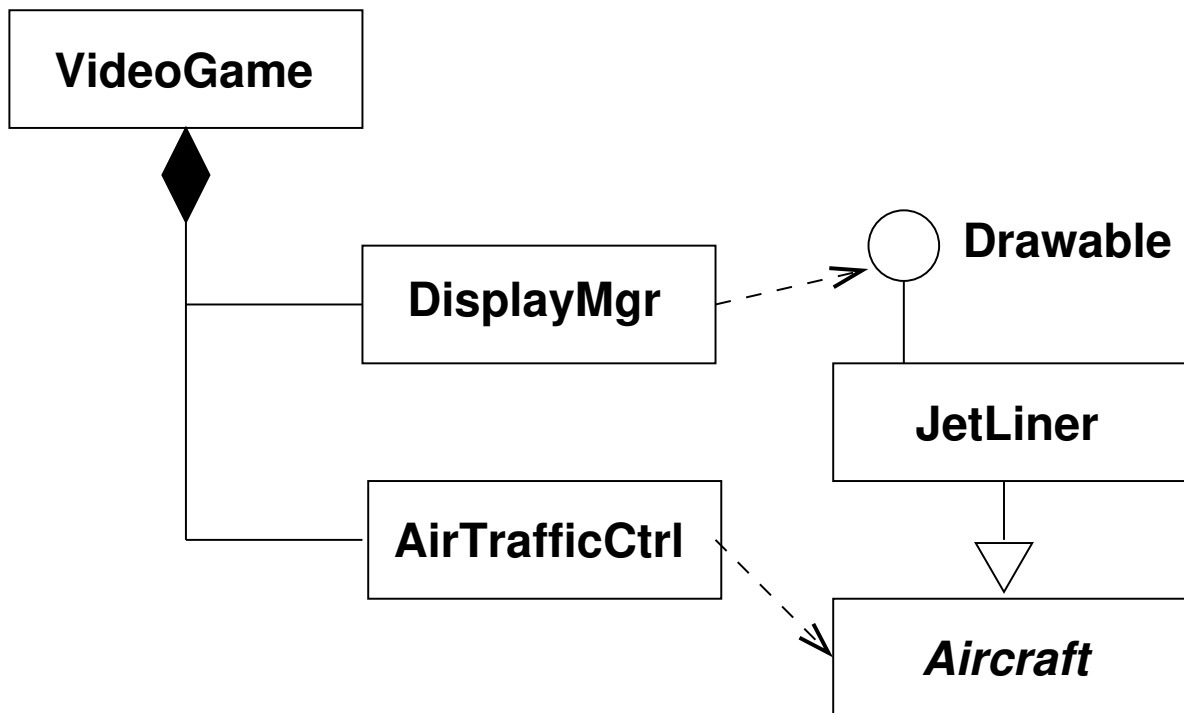 VideoGame
Drawable
DisplayMgr
JetLiner
AirTrafficCtrl
Aircraft